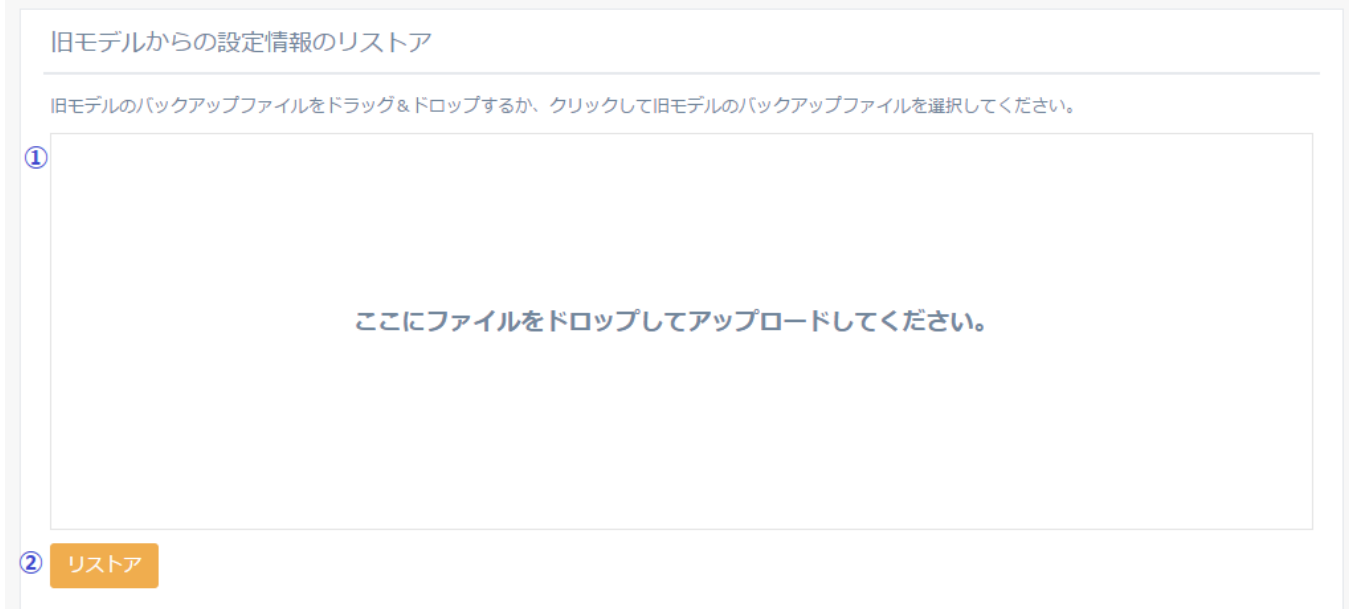 旧モデルからの設定情報のリストア
旧モデルのバックアップファイルをドラッグ＆ドロップするか、クリックして旧モデルのバックアップファイルを選択してください。
①
ここにファイルをドロップしてアップロードしてください。
② リストア